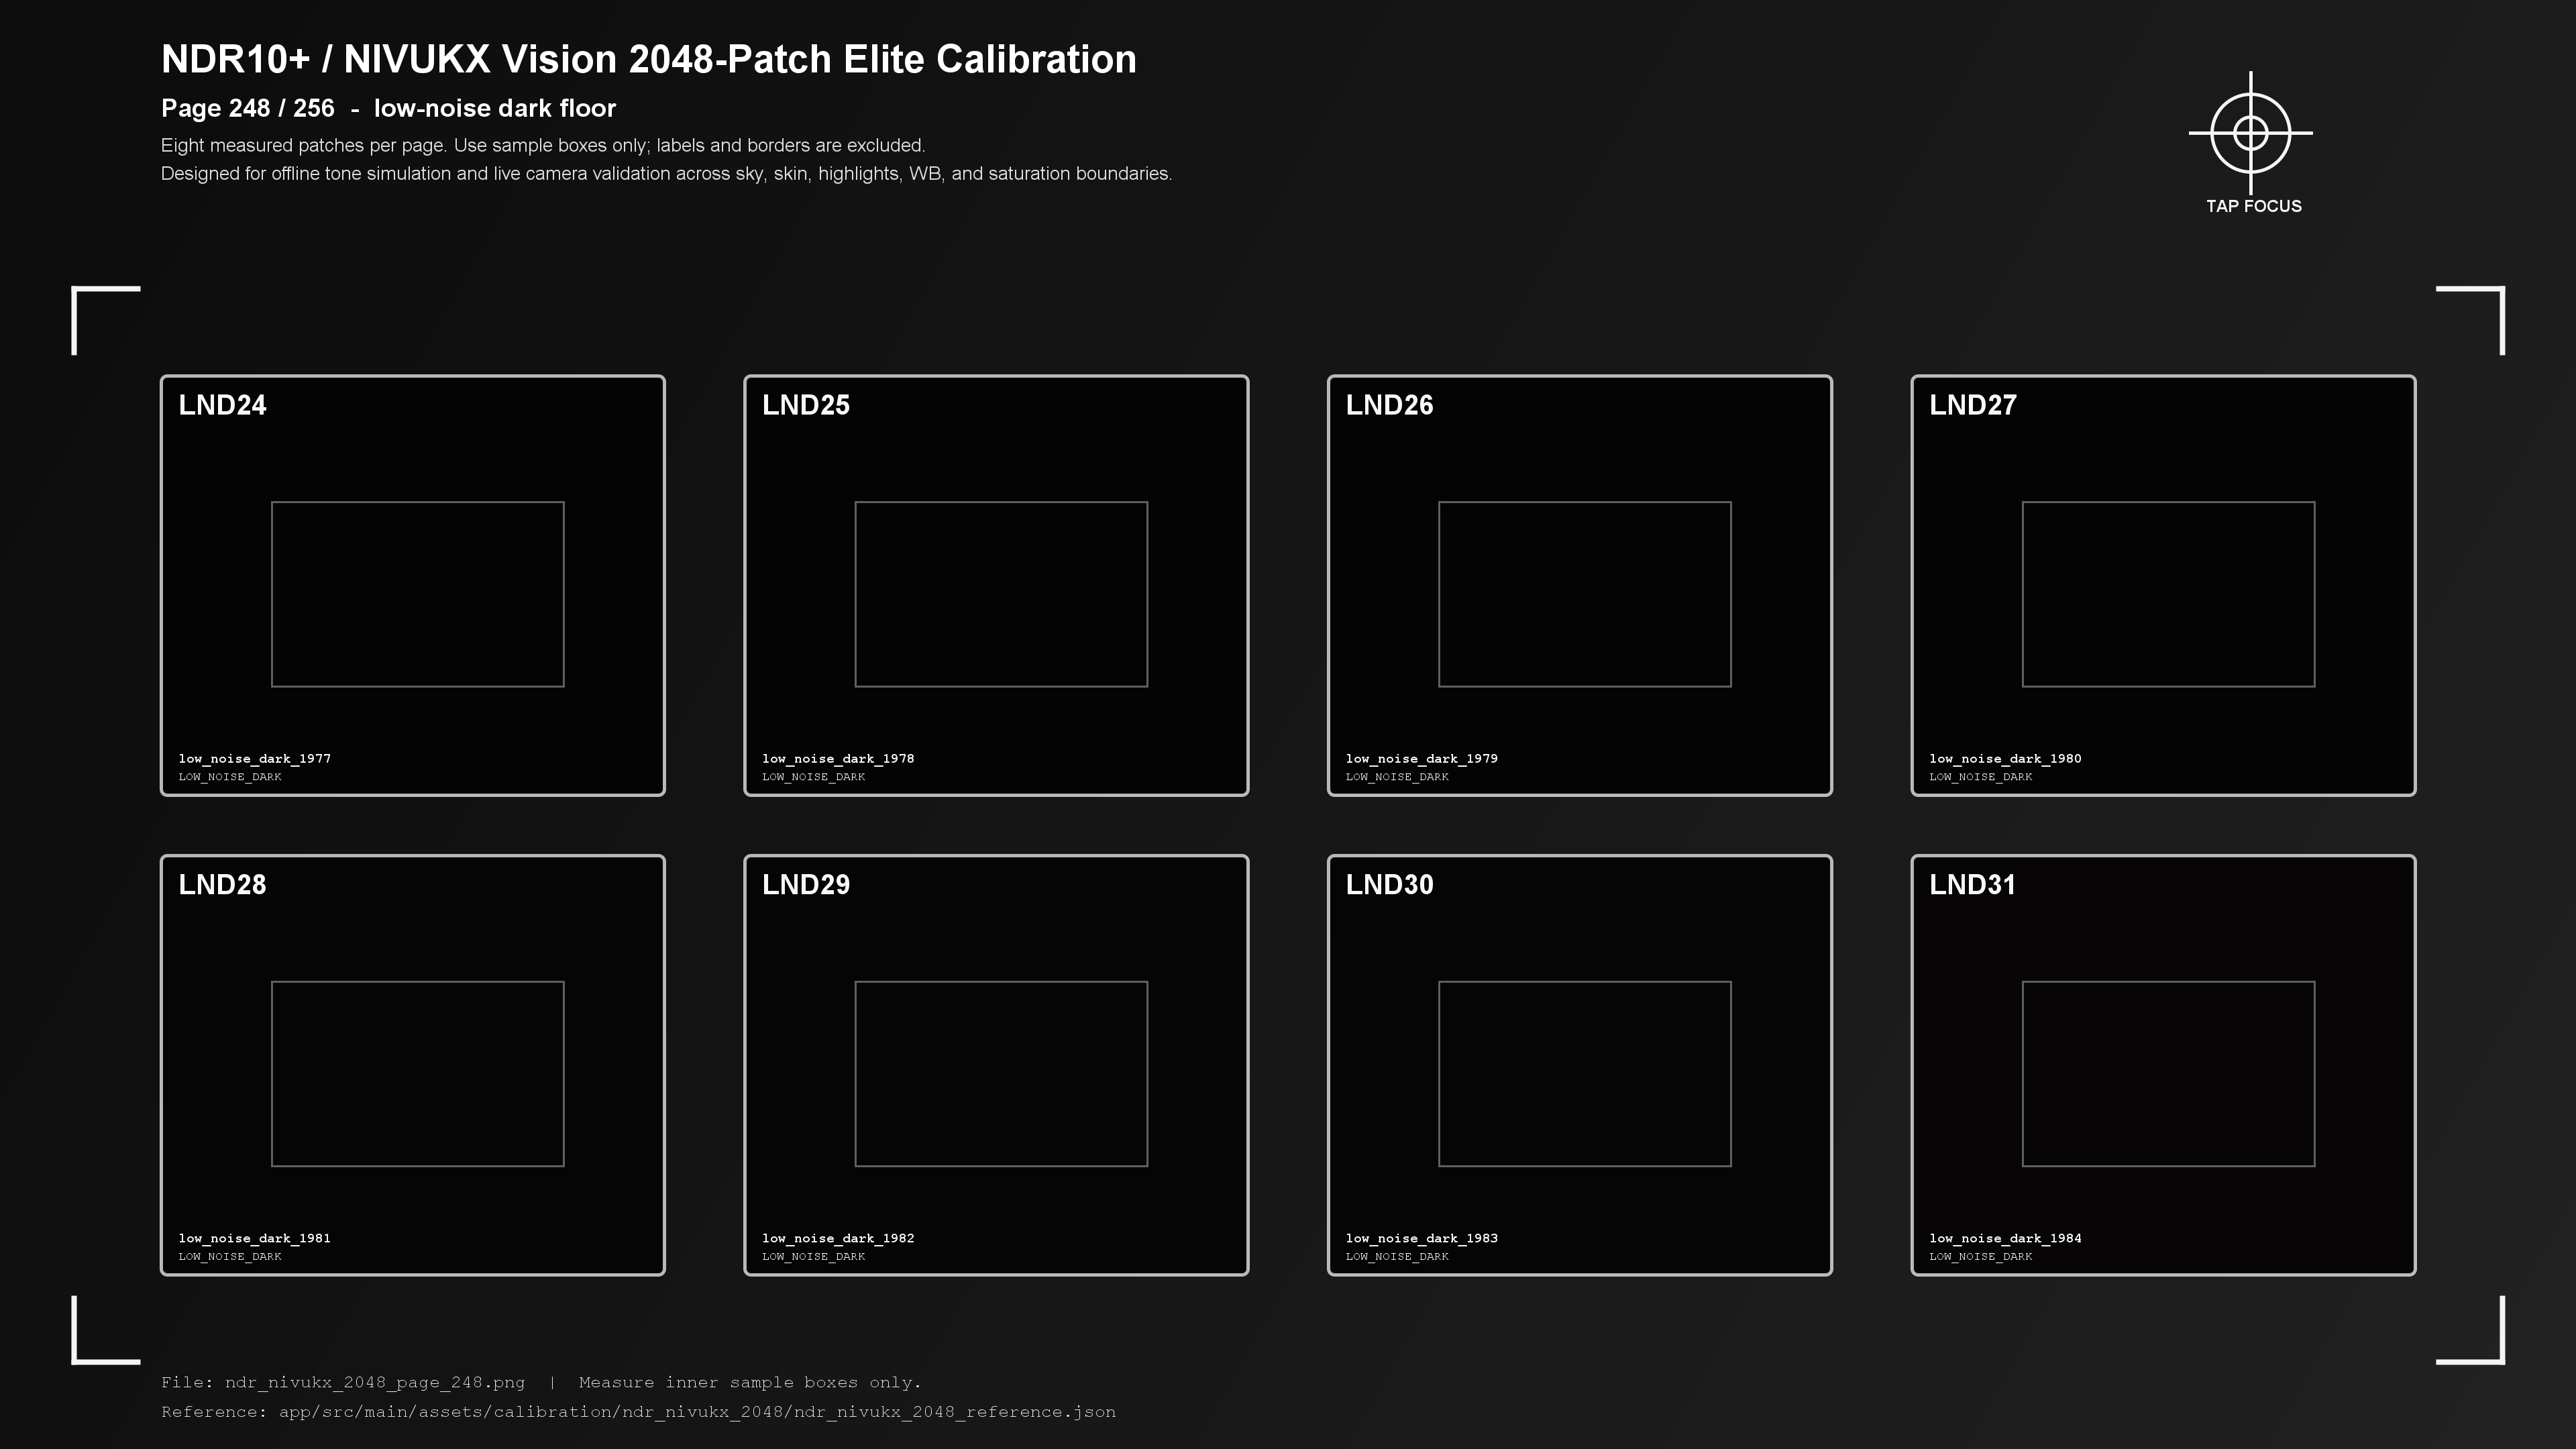 NDR10+ / NIVUKX Vision 2048-Patch Elite Calibration
Page 248 / 256 - low-noise dark floor
Eight measured patches per page. Use sample boxes only; labels and borders are excluded.
Designed for offline tone simulation and live camera validation across sky, skin, highlights, WB, and saturation boundaries.
TAP FOCUS
LND24
low_noise_dark_1977
LOW_NOISE_DARK
LND25
low_noise_dark_1978
LOW_NOISE_DARK
LND26
low_noise_dark_1979
LOW_NOISE_DARK
LND27
low_noise_dark_1980
LOW_NOISE_DARK
LND28
low_noise_dark_1981
LOW_NOISE_DARK
LND29
low_noise_dark_1982
LOW_NOISE_DARK
LND30
low_noise_dark_1983
LOW_NOISE_DARK
LND31
low_noise_dark_1984
LOW_NOISE_DARK
File: ndr_nivukx_2048_page_248.png | Measure inner sample boxes only.
Reference: app/src/main/assets/calibration/ndr_nivukx_2048/ndr_nivukx_2048_reference.json